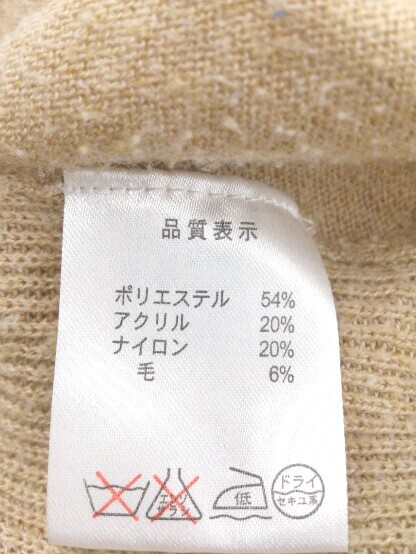 品質表示
ポリエステル 54%
アクリル 20%
ナイロン 20%
毛 6%
エンソ サラシ 低 ドライ
セキユ系